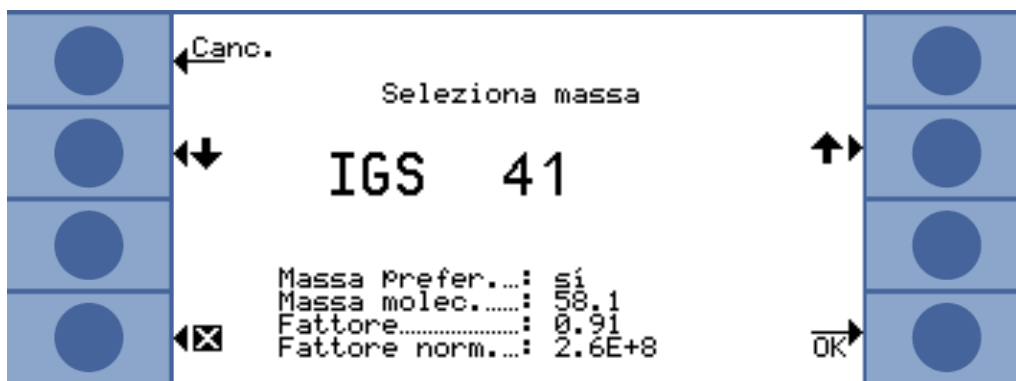 Canc.
Seleziona massa
IGS 41
Massa Prefer...: sí
Massa molec.....: 58.1
Fattore..................: 0.91
Fattore norm...: 2.6E+8
OK